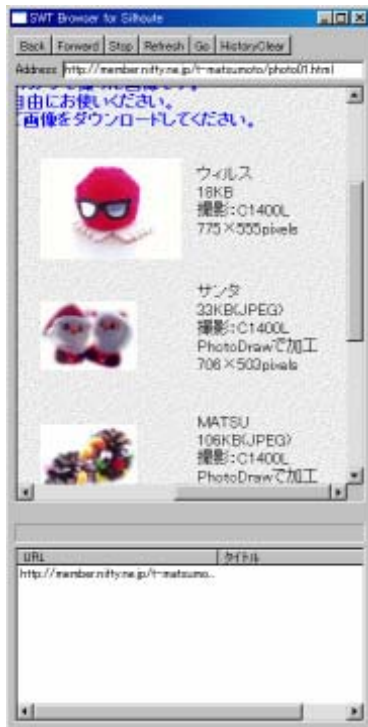 SWT Browser for Silhoute
Back Forward Stop Refresh Go HistoryClear
Address http://member.nifty.ne.jp/t-matsumoto/photo01.html
自由にお使いください。
画像をダウンロードしてください。
ウィルス
18KB
撮影:C1400L
775×555pixels
サンタ
33KB(JPEG)
撮影:C1400L
PhotoDrawで加工
706×503pixels
MATSU
106KB(JPEG)
撮影:C1400L
PhotoDrawで加工
URL タイトル
http://member.nifty.ne.jp/t-matsumo...